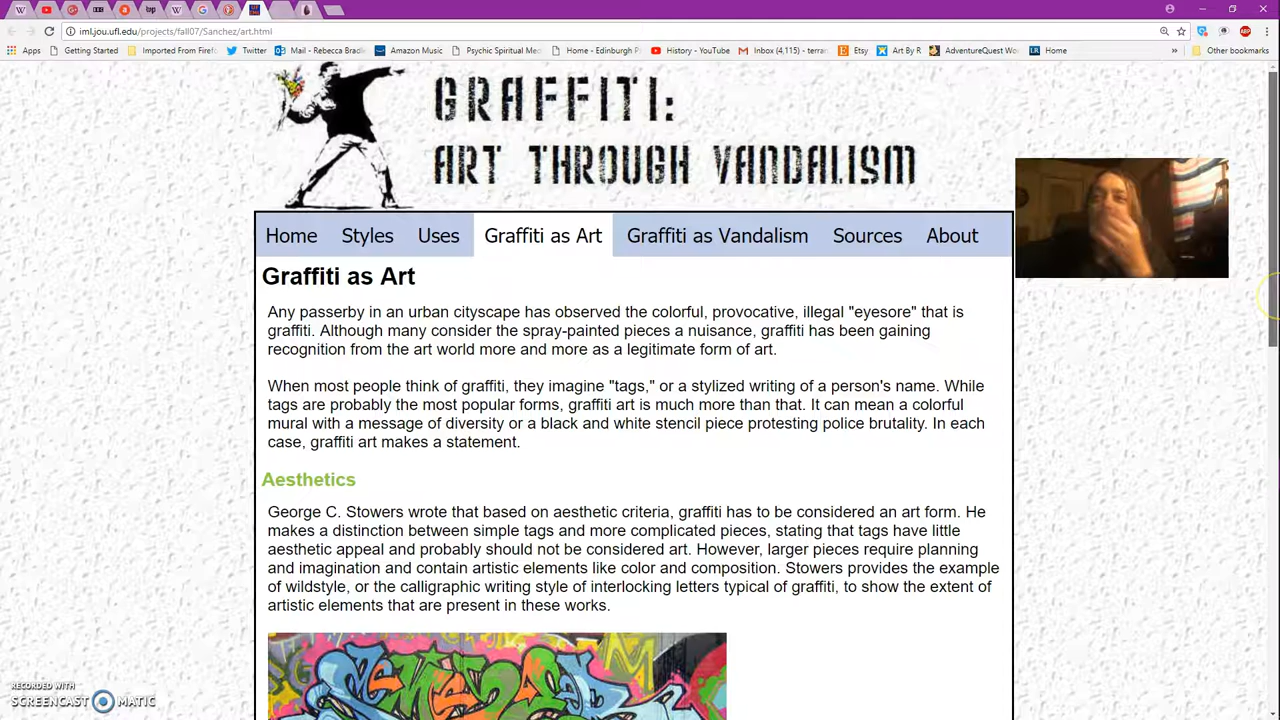 iml.jou.ufl.edu/projects/fall07/Sanchez/art.html
Apps Getting Started Imported From Firef Twitter Mail - Rebecca Bradl Amazon Music Psychic Spiritual Me Home - Edinburgh P History - YouTube Inbox (4,115) - terran Etsy Art By R AdventureQuest Wo Home » Other bookmarks
GRAFFITI:
ART THROUGH VANDALISM
Home Styles Uses Graffiti as Art Graffiti as Vandalism Sources About
Graffiti as Art
Any passerby in an urban cityscape has observed the colorful, provocative, illegal "eyesore" that is
graffiti. Although many consider the spray-painted pieces a nuisance, graffiti has been gaining
recognition from the art world more and more as a legitimate form of art.
When most people think of graffiti, they imagine "tags," or a stylized writing of a person's name. While
tags are probably the most popular forms, graffiti art is much more than that. It can mean a colorful
mural with a message of diversity or a black and white stencil piece protesting police brutality. In each
case, graffiti art makes a statement.
Aesthetics
George C. Stowers wrote that based on aesthetic criteria, graffiti has to be considered an art form. He
makes a distinction between simple tags and more complicated pieces, stating that tags have little
aesthetic appeal and probably should not be considered art. However, larger pieces require planning
and imagination and contain artistic elements like color and composition. Stowers provides the example
of wildstyle, or the calligraphic writing style of interlocking letters typical of graffiti, to show the extent of
artistic elements that are present in these works.
RECORDED WITH
SCREENCAST MATIC